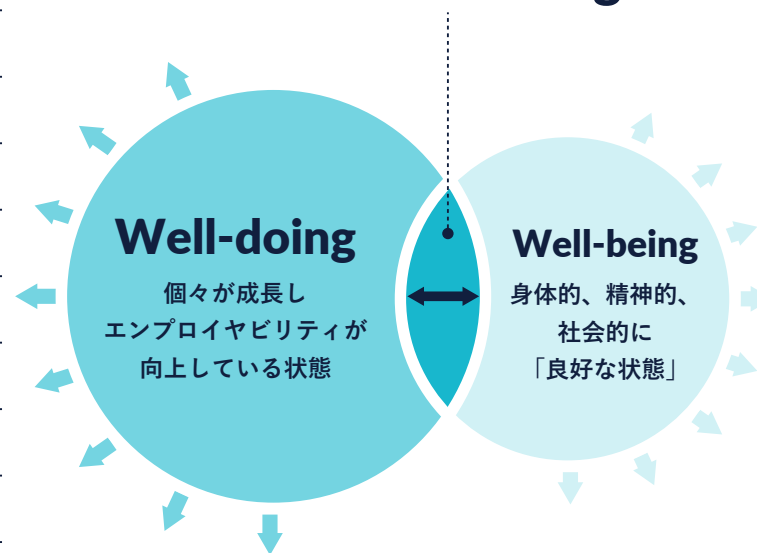 Well-doing
個々が成長し
エンプロイヤビリティが
向上している状態
Well-being
身体的、精神的、
社会的に
「良好な状態」